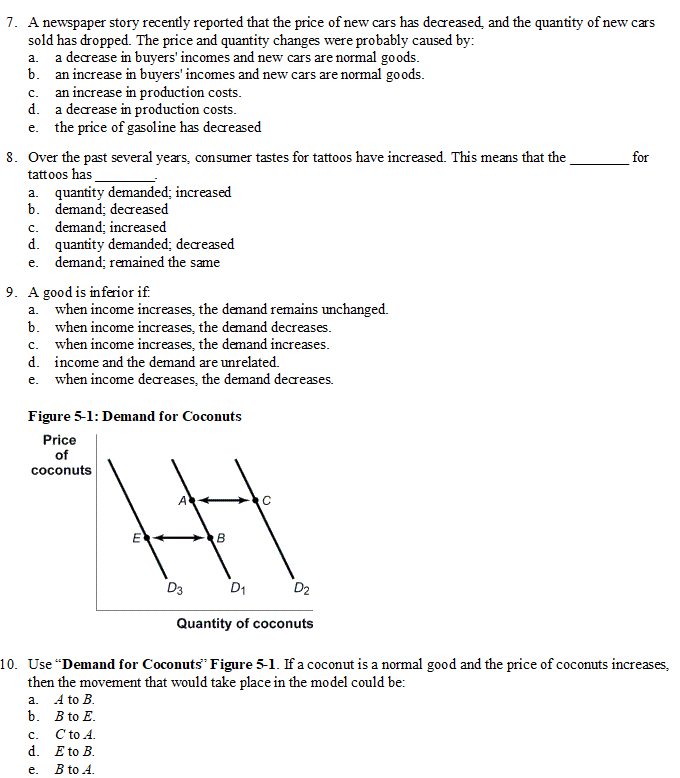 7. A newspaper story recently reported that the price of new cars has decreased, and the quantity of new cars
sold has dropped. The price and quantity changes were probably caused by:
a. a decrease in buyers' incomes and new cars are normal goods.
b. an increase in buyers' incomes and new cars are normal goods.
c. an increase in production costs.
d. a decrease in production costs.
e. the price of gasoline has decreased
8. Over the past several years, consumer tastes for tattoos have increased. This means that the _________ for
tattoos has _________.
a. quantity demanded; increased
b. demand; decreased
c. demand; increased
d. quantity demanded; decreased
e. demand; remained the same
9. A good is inferior if:
a. when income increases, the demand remains unchanged.
b. when income increases, the demand decreases.
c. when income increases, the demand increases.
d. income and the demand are unrelated.
e. when income decreases, the demand decreases.
Figure 5-1: Demand for Coconuts
Price
of
coconuts
A C
E B
D3 D1 D2
Quantity of coconuts
10. Use “Demand for Coconuts” Figure 5-1. If a coconut is a normal good and the price of coconuts increases,
then the movement that would take place in the model could be:
a. A to B.
b. B to E.
c. C to A.
d. E to B.
e. B to A.